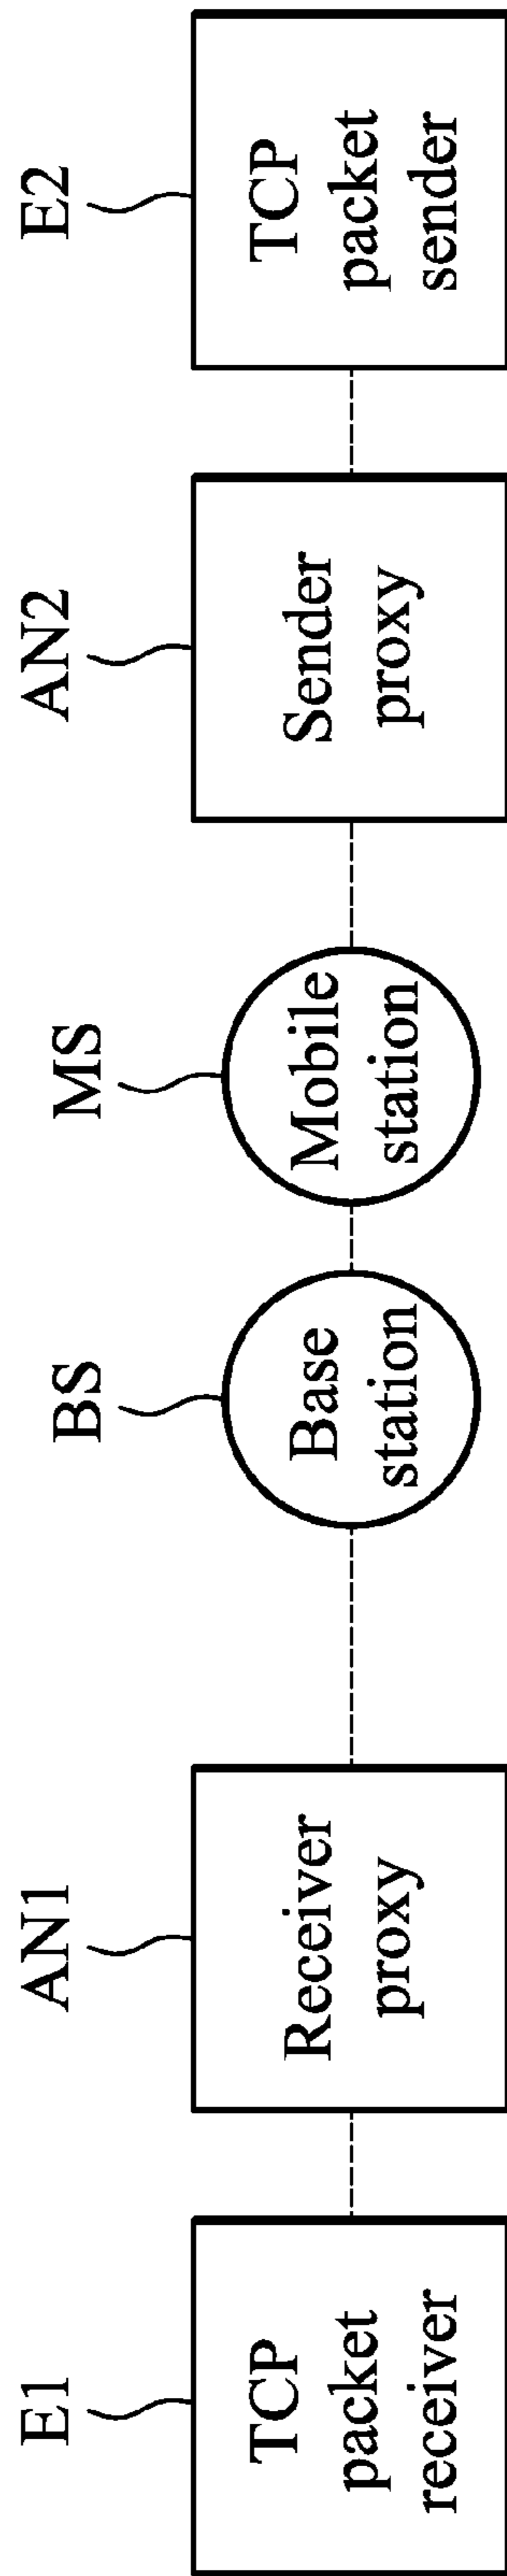 E1
TCP
packet
receiver
AN1
Receiver
proxy
BS
Base
station
MS
Mobile
station
AN2
Sender
proxy
E2
TCP
packet
sender